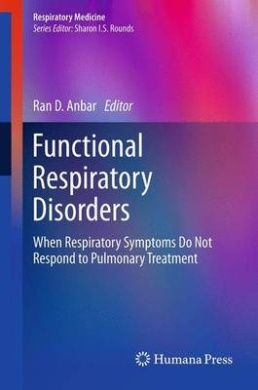 Respiratory Medicine
Series Editor: Sharon I.S. Rounds
Ran D. Anbar Editor
Functional
Respiratory
Disorders
When Respiratory Symptoms Do Not
Respond to Pulmonary Treatment
Humana Press